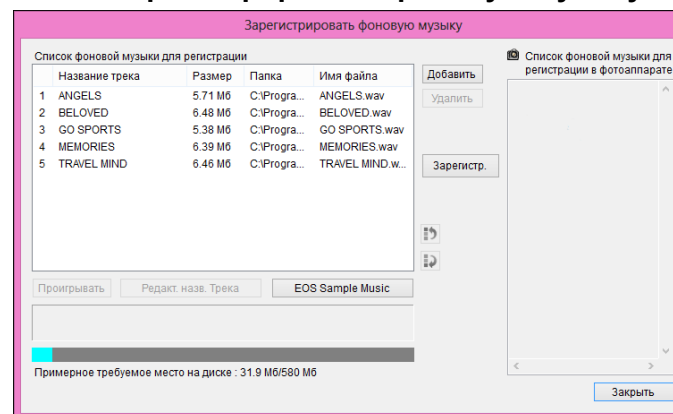 Зарегистрировать фоновую музыку
Список фоновой музыки для регистрации
Название трека Размер Папка Имя файла
1 ANGELS 5.71 Мб C:\Progra... ANGELS.wav
2 BELOVED 6.48 Мб C:\Progra... BELOVED.wav
3 GO SPORTS 5.38 Мб C:\Progra... GO SPORTS.wav
4 MEMORIES 6.39 Мб C:\Progra... MEMORIES.wav
5 TRAVEL MIND 6.46 Мб C:\Progra... TRAVEL MIND.w...
Добавить
Удалить
Зарегистр.
Проигрывать Редакт. назв. Трека EOS Sample Music
Примерное требуемое место на диске : 31.9 Мб/580 Мб
Список фоновой музыки для
регистрации в фотоаппарате
Закрыть